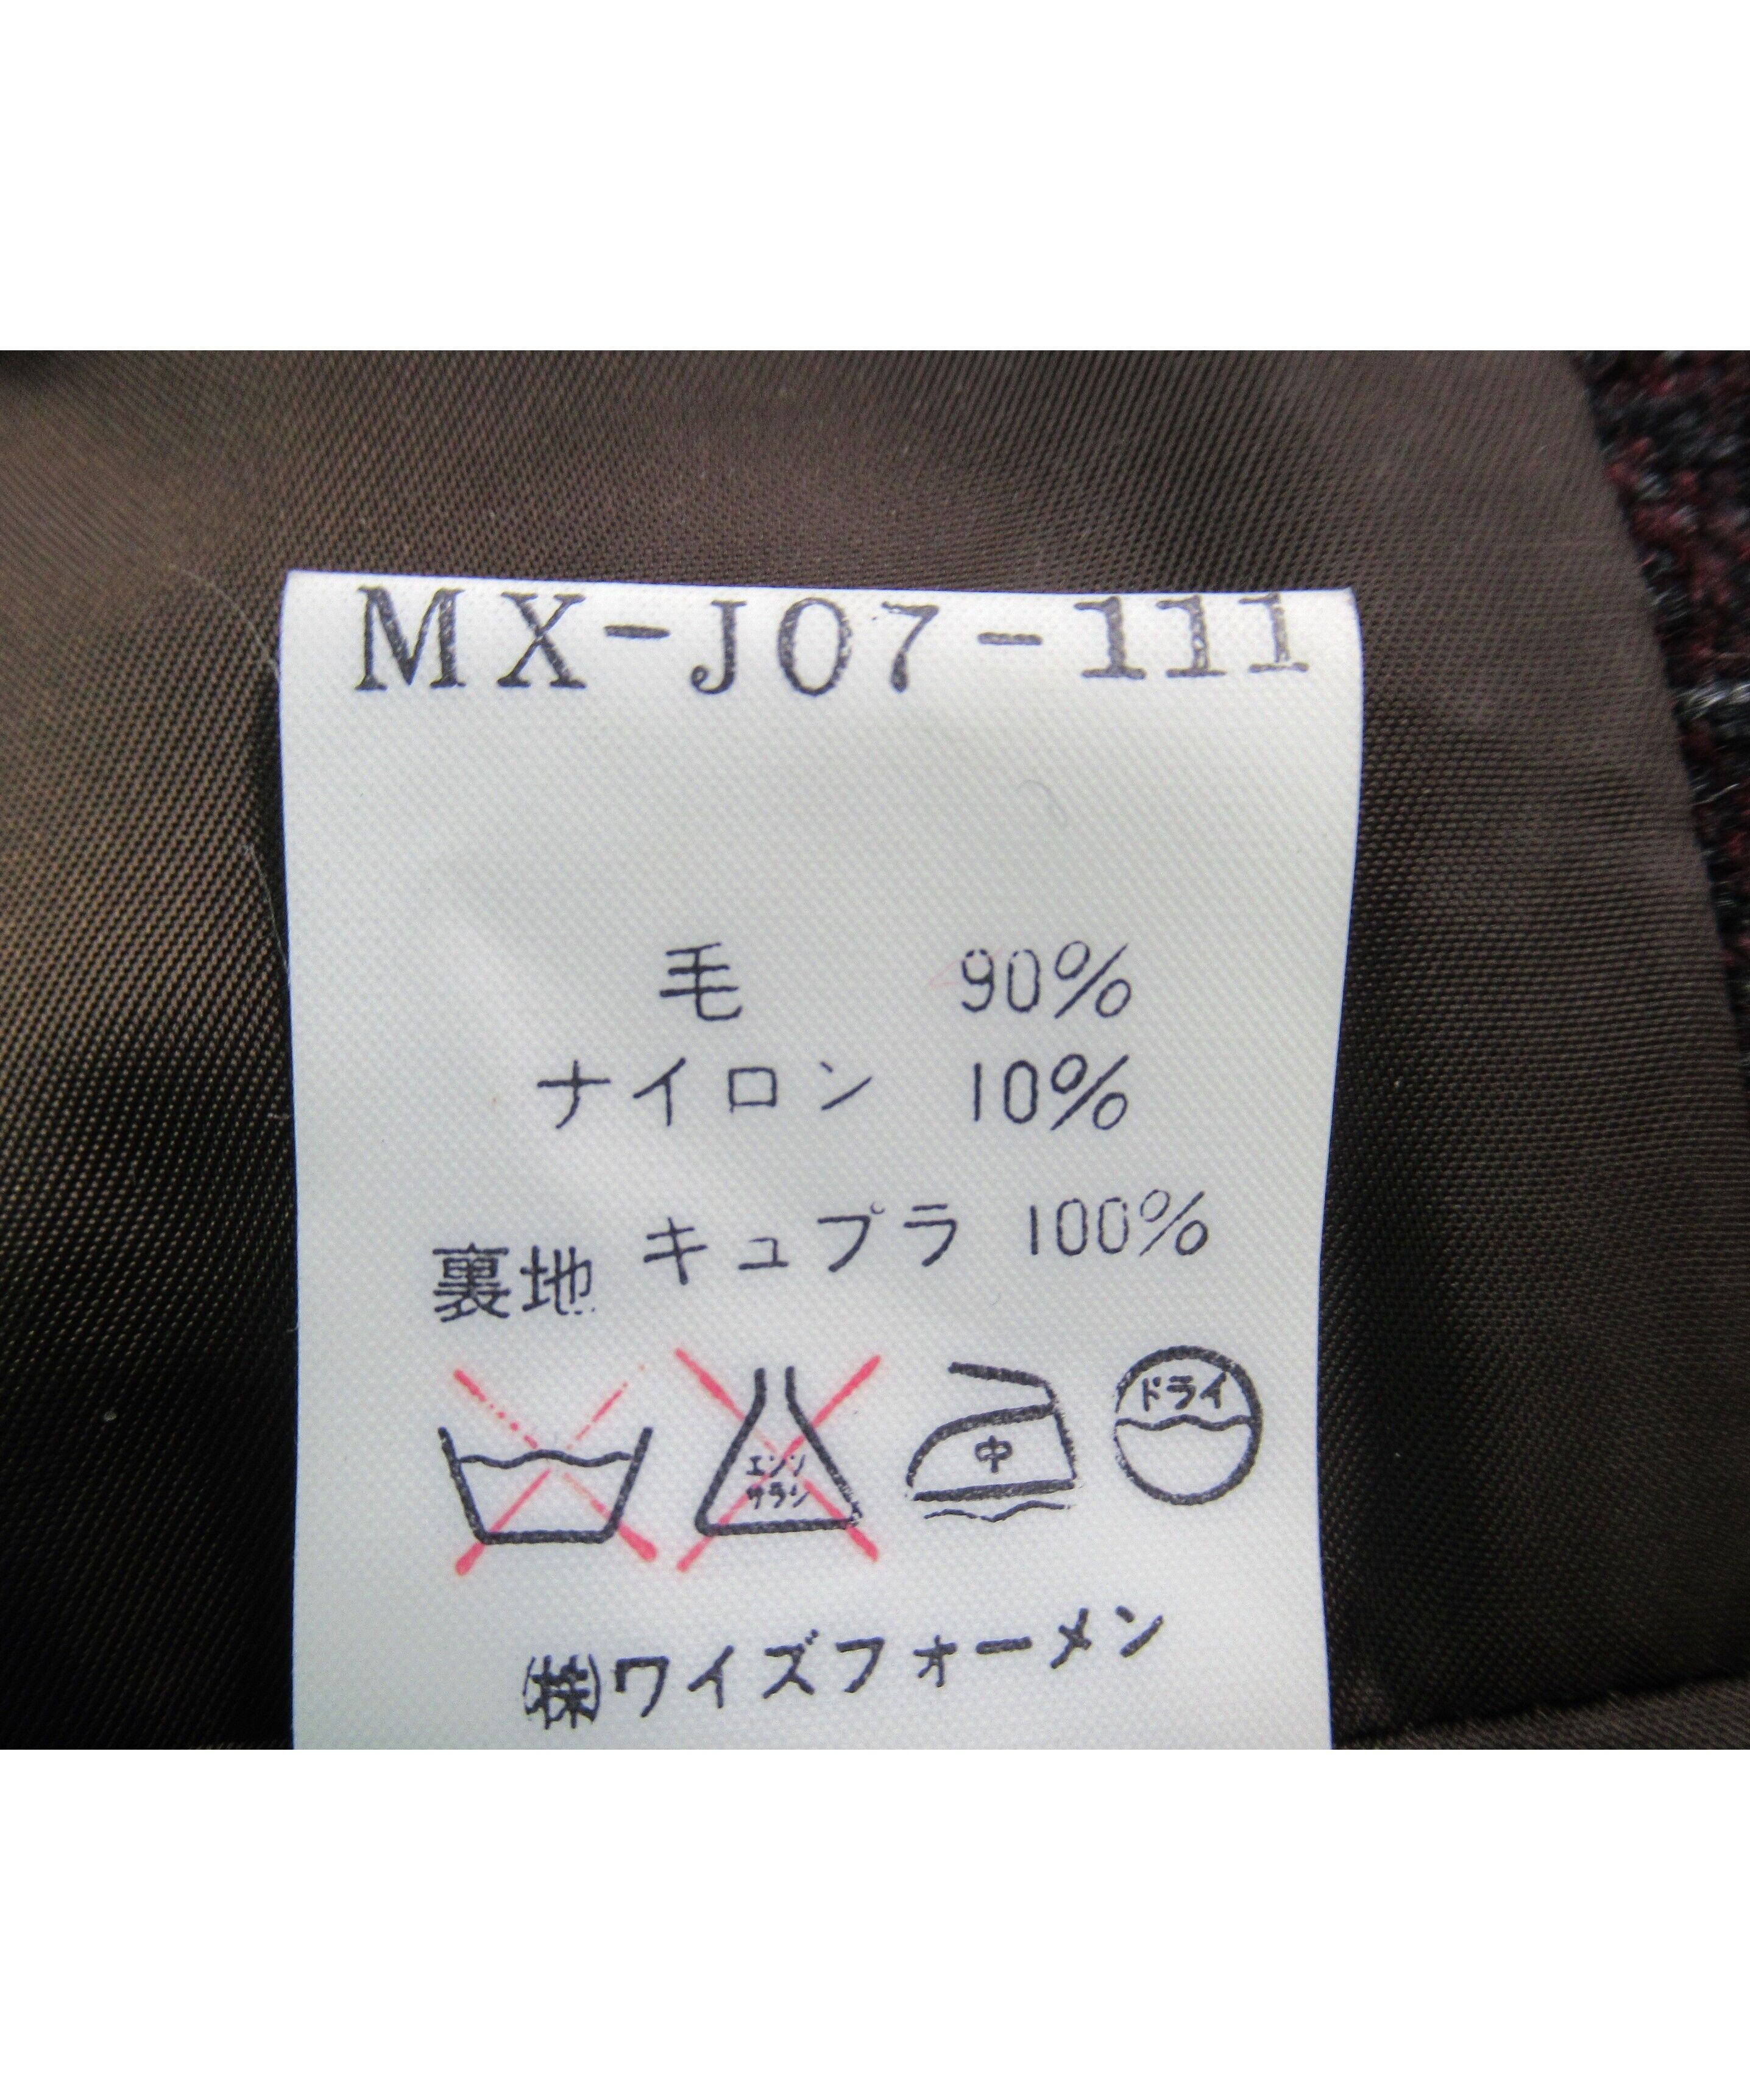 MX-J07-111
毛 90%
ナイロン 10%
裏地 キュプラ 100%
エンソ
サラシ
中
ドライ
㈱ワイズフォーメン